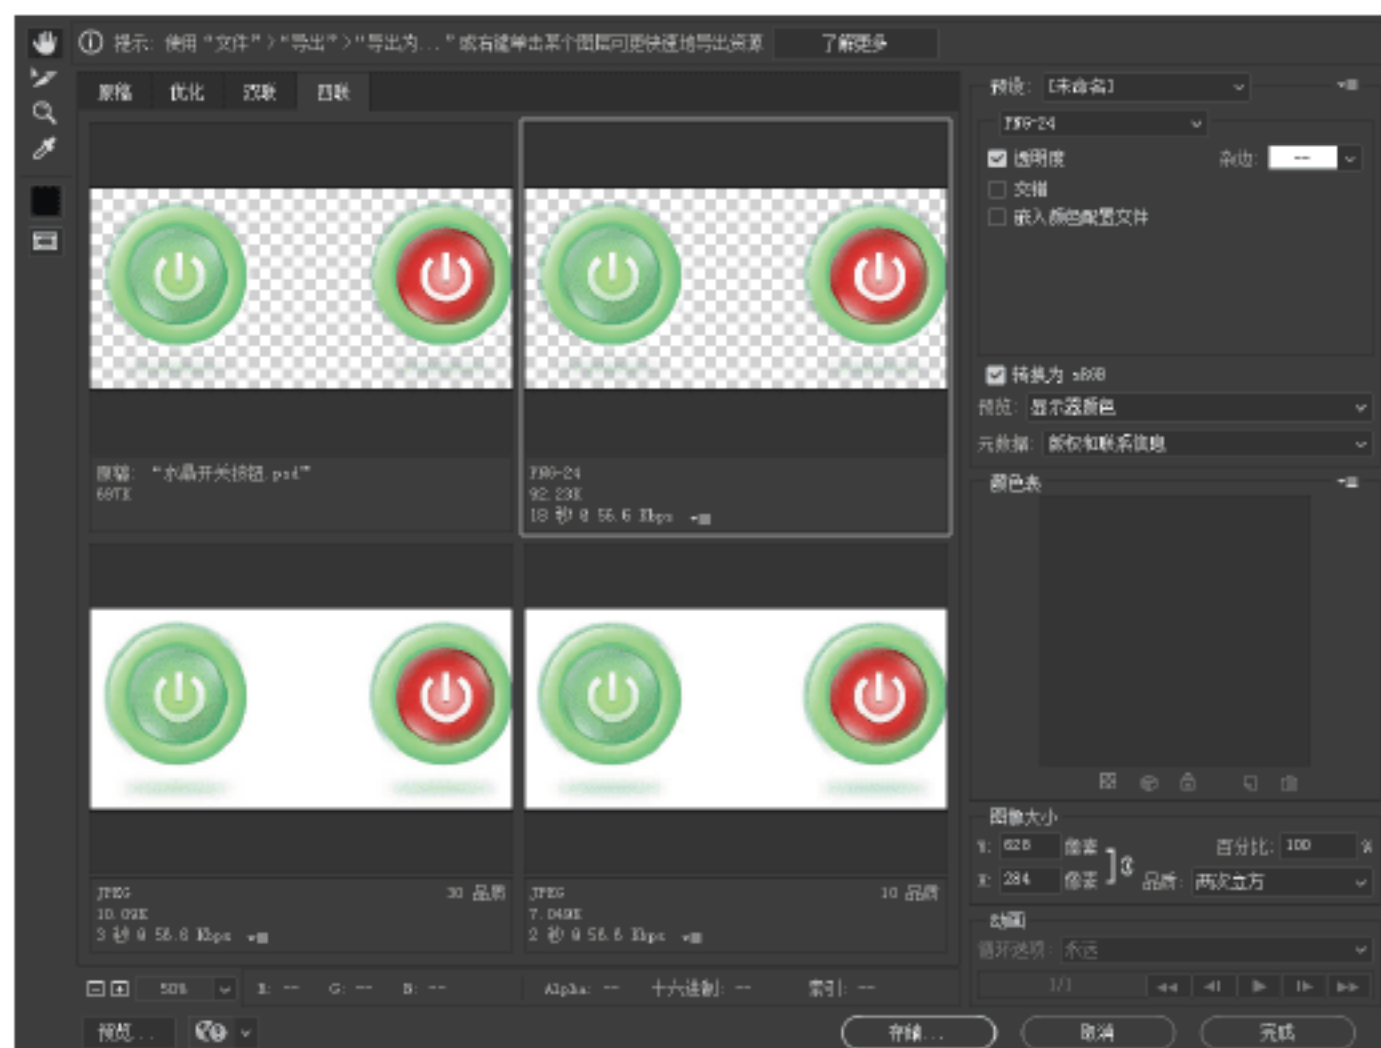 提示: 使用 "文件" > "导出" > "导出为..." 或右键单击某个图层可更快速地导出资源
了解更多
原稿 优化 双联 四联
预设: [未命名]
PNG-24
透明度 杂边: --
交错
嵌入颜色配置文件
转换为 sRGB
预览: 显示器颜色
元数据: 版权和联系信息
颜色表
原稿: "水晶开关按钮.psd"
697K
PNG-24
92.23K
18 秒 @ 56.6 Kbps
JPEG 30 品质
10.09K
3 秒 @ 56.6 Kbps
JPEG 10 品质
7.049K
2 秒 @ 56.6 Kbps
图像大小
W: 628 像素 百分比: 100 %
H: 284 像素 品质: 两次立方
动画
循环选项: 永远
1/1
50% R: -- G: -- B: -- Alpha: -- 十六进制: -- 索引: --
预览... 存储... 取消 完成